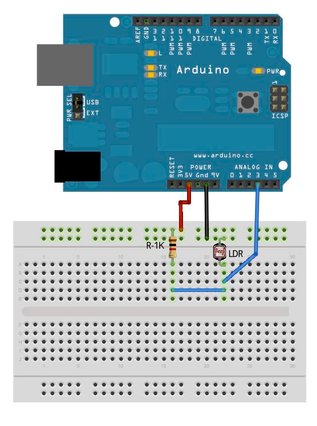 AREF
GND
13
12
11
10
9
8
7
6
5
4
3
2
1
0
PWM
PWM
PWM
PWM
PWM
PWM
TX
RX
DIGITAL
L
TX
RX
Arduino
PWR
PWR SEL
USB
EXT
1
ICSP
www.arduino.cc
POWER
ANALOG IN
RESET
3V3
5V Gnd 9V
0 1 2 3 4 5
R-1K
LDR